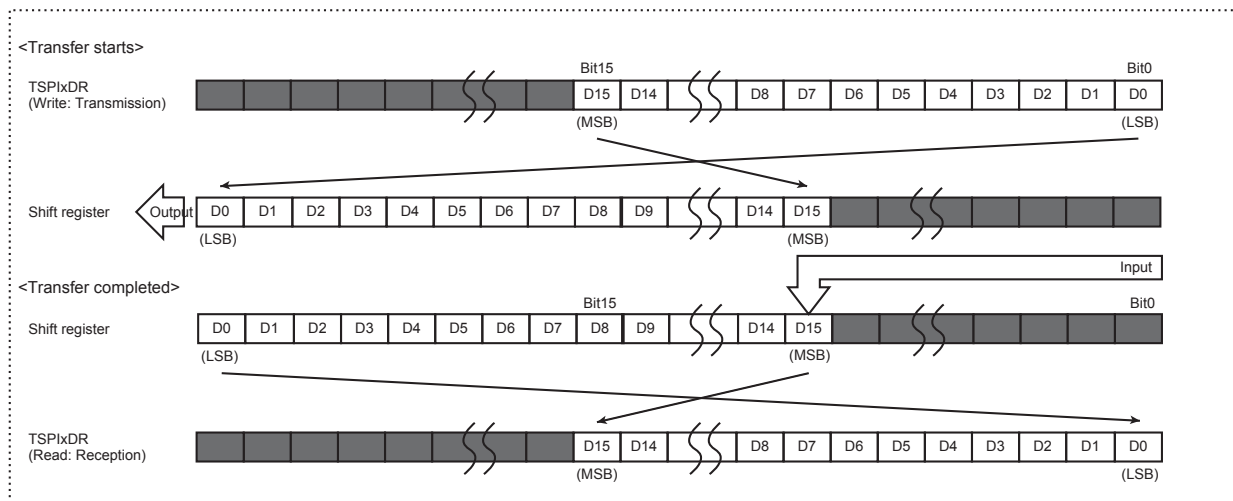 <Transfer starts>
Bit15 Bit0
TSPIxDR
(Write: Transmission)
D15 D14 D8 D7 D6 D5 D4 D3 D2 D1 D0
(MSB) (LSB)
Shift register Output D0 D1 D2 D3 D4 D5 D6 D7 D8 D9 D14 D15
(LSB) (MSB)
Input
<Transfer completed>
Bit15 Bit0
Shift register D0 D1 D2 D3 D4 D5 D6 D7 D8 D9 D14 D15
(LSB) (MSB)
TSPIxDR
(Read: Reception)
D15 D14 D8 D7 D6 D5 D4 D3 D2 D1 D0
(MSB) (LSB)